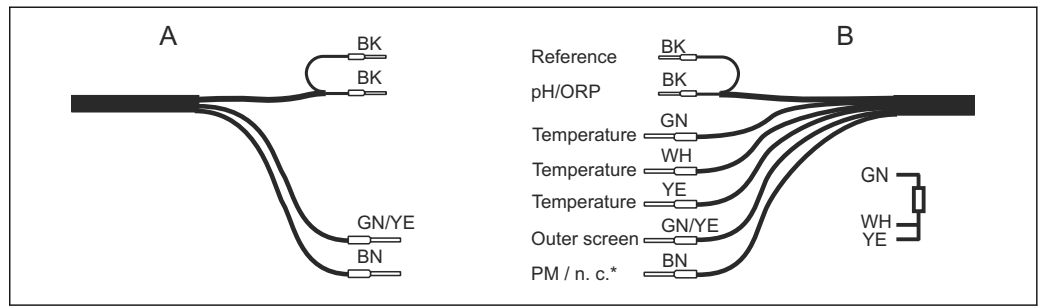 A
BK
BK
GN/YE
BN
B
Reference BK
pH/ORP BK
Temperature GN
Temperature WH
Temperature YE
Outer screen GN/YE
PM / n. c.* BN
GN
WH
YE